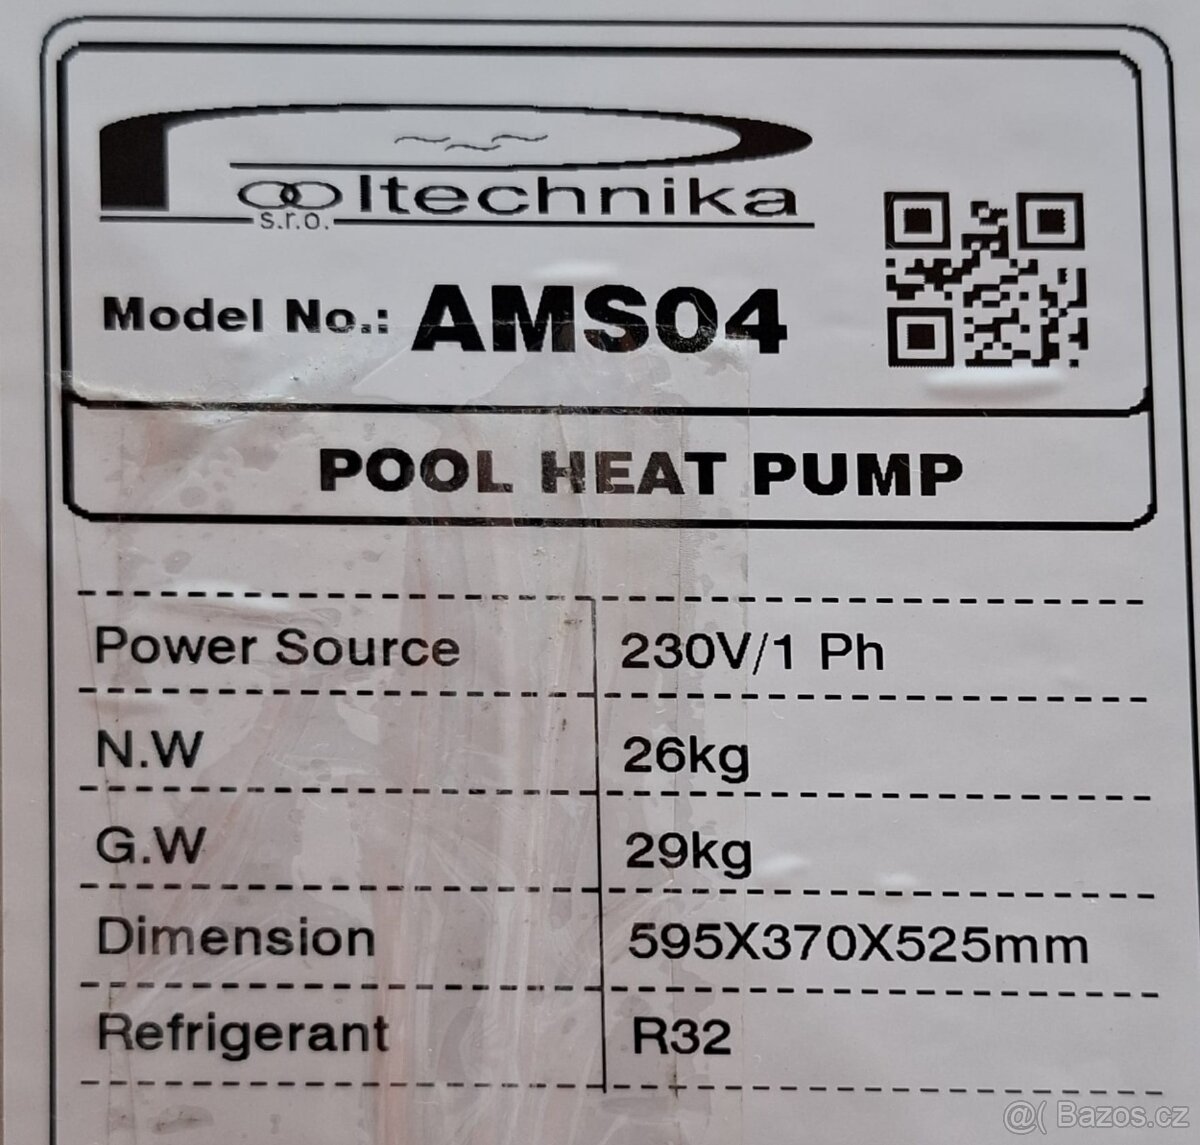 Pooltechnika
s.r.o.
Model No.: AMS04
POOL HEAT PUMP
Power Source 230V/1 Ph
N.W 26kg
G.W 29kg
Dimension 595X370X525mm
Refrigerant R32
@( Bazos.cz